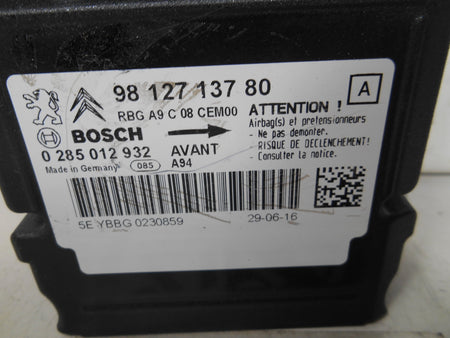 98 127 137 80
A
RBG A9 C 08 CEM00
ATTENTION !
BOSCH
Airbag(s) et pretensionneurs
- Ne pas demonter.
0 285 012 932
AVANT
- RISQUE DE DECLENCHEMENT!
Made in Germany
085
A94
- Consulter la notice.
5E YBBG 0230859
29-06-16